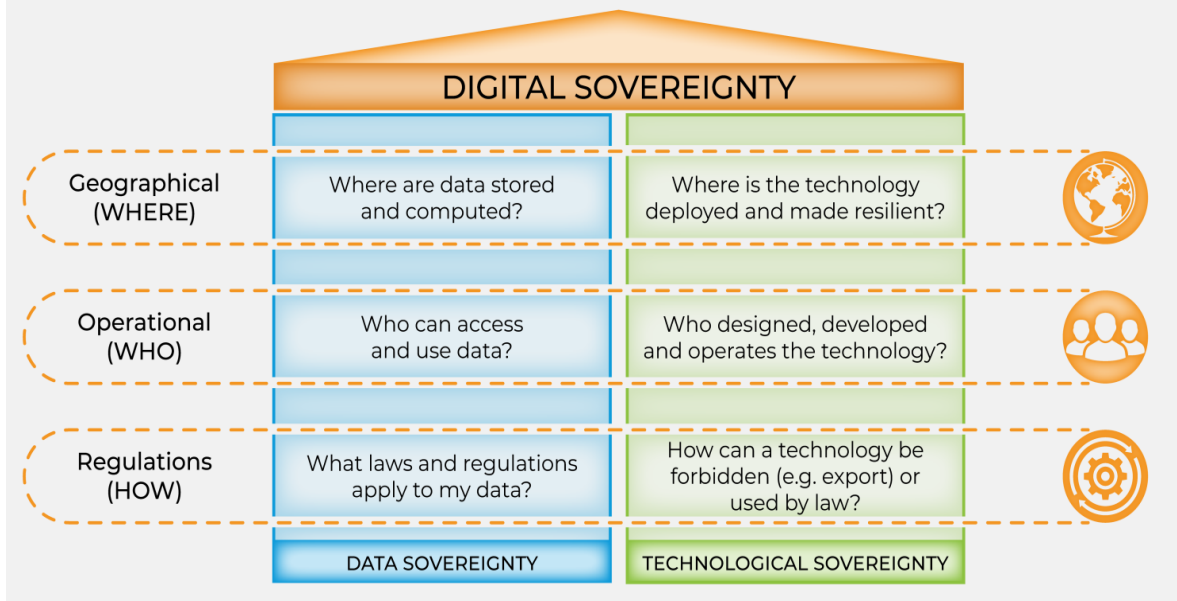 DIGITAL SOVEREIGNTY
Geographical
(WHERE)
Where are data stored
and computed?
Where is the technology
deployed and made resilient?
Operational
(WHO)
Who can access
and use data?
Who designed, developed
and operates the technology?
Regulations
(HOW)
What laws and regulations
apply to my data?
How can a technology be
forbidden (e.g. export) or
used by law?
DATA SOVEREIGNTY
TECHNOLOGICAL SOVEREIGNTY